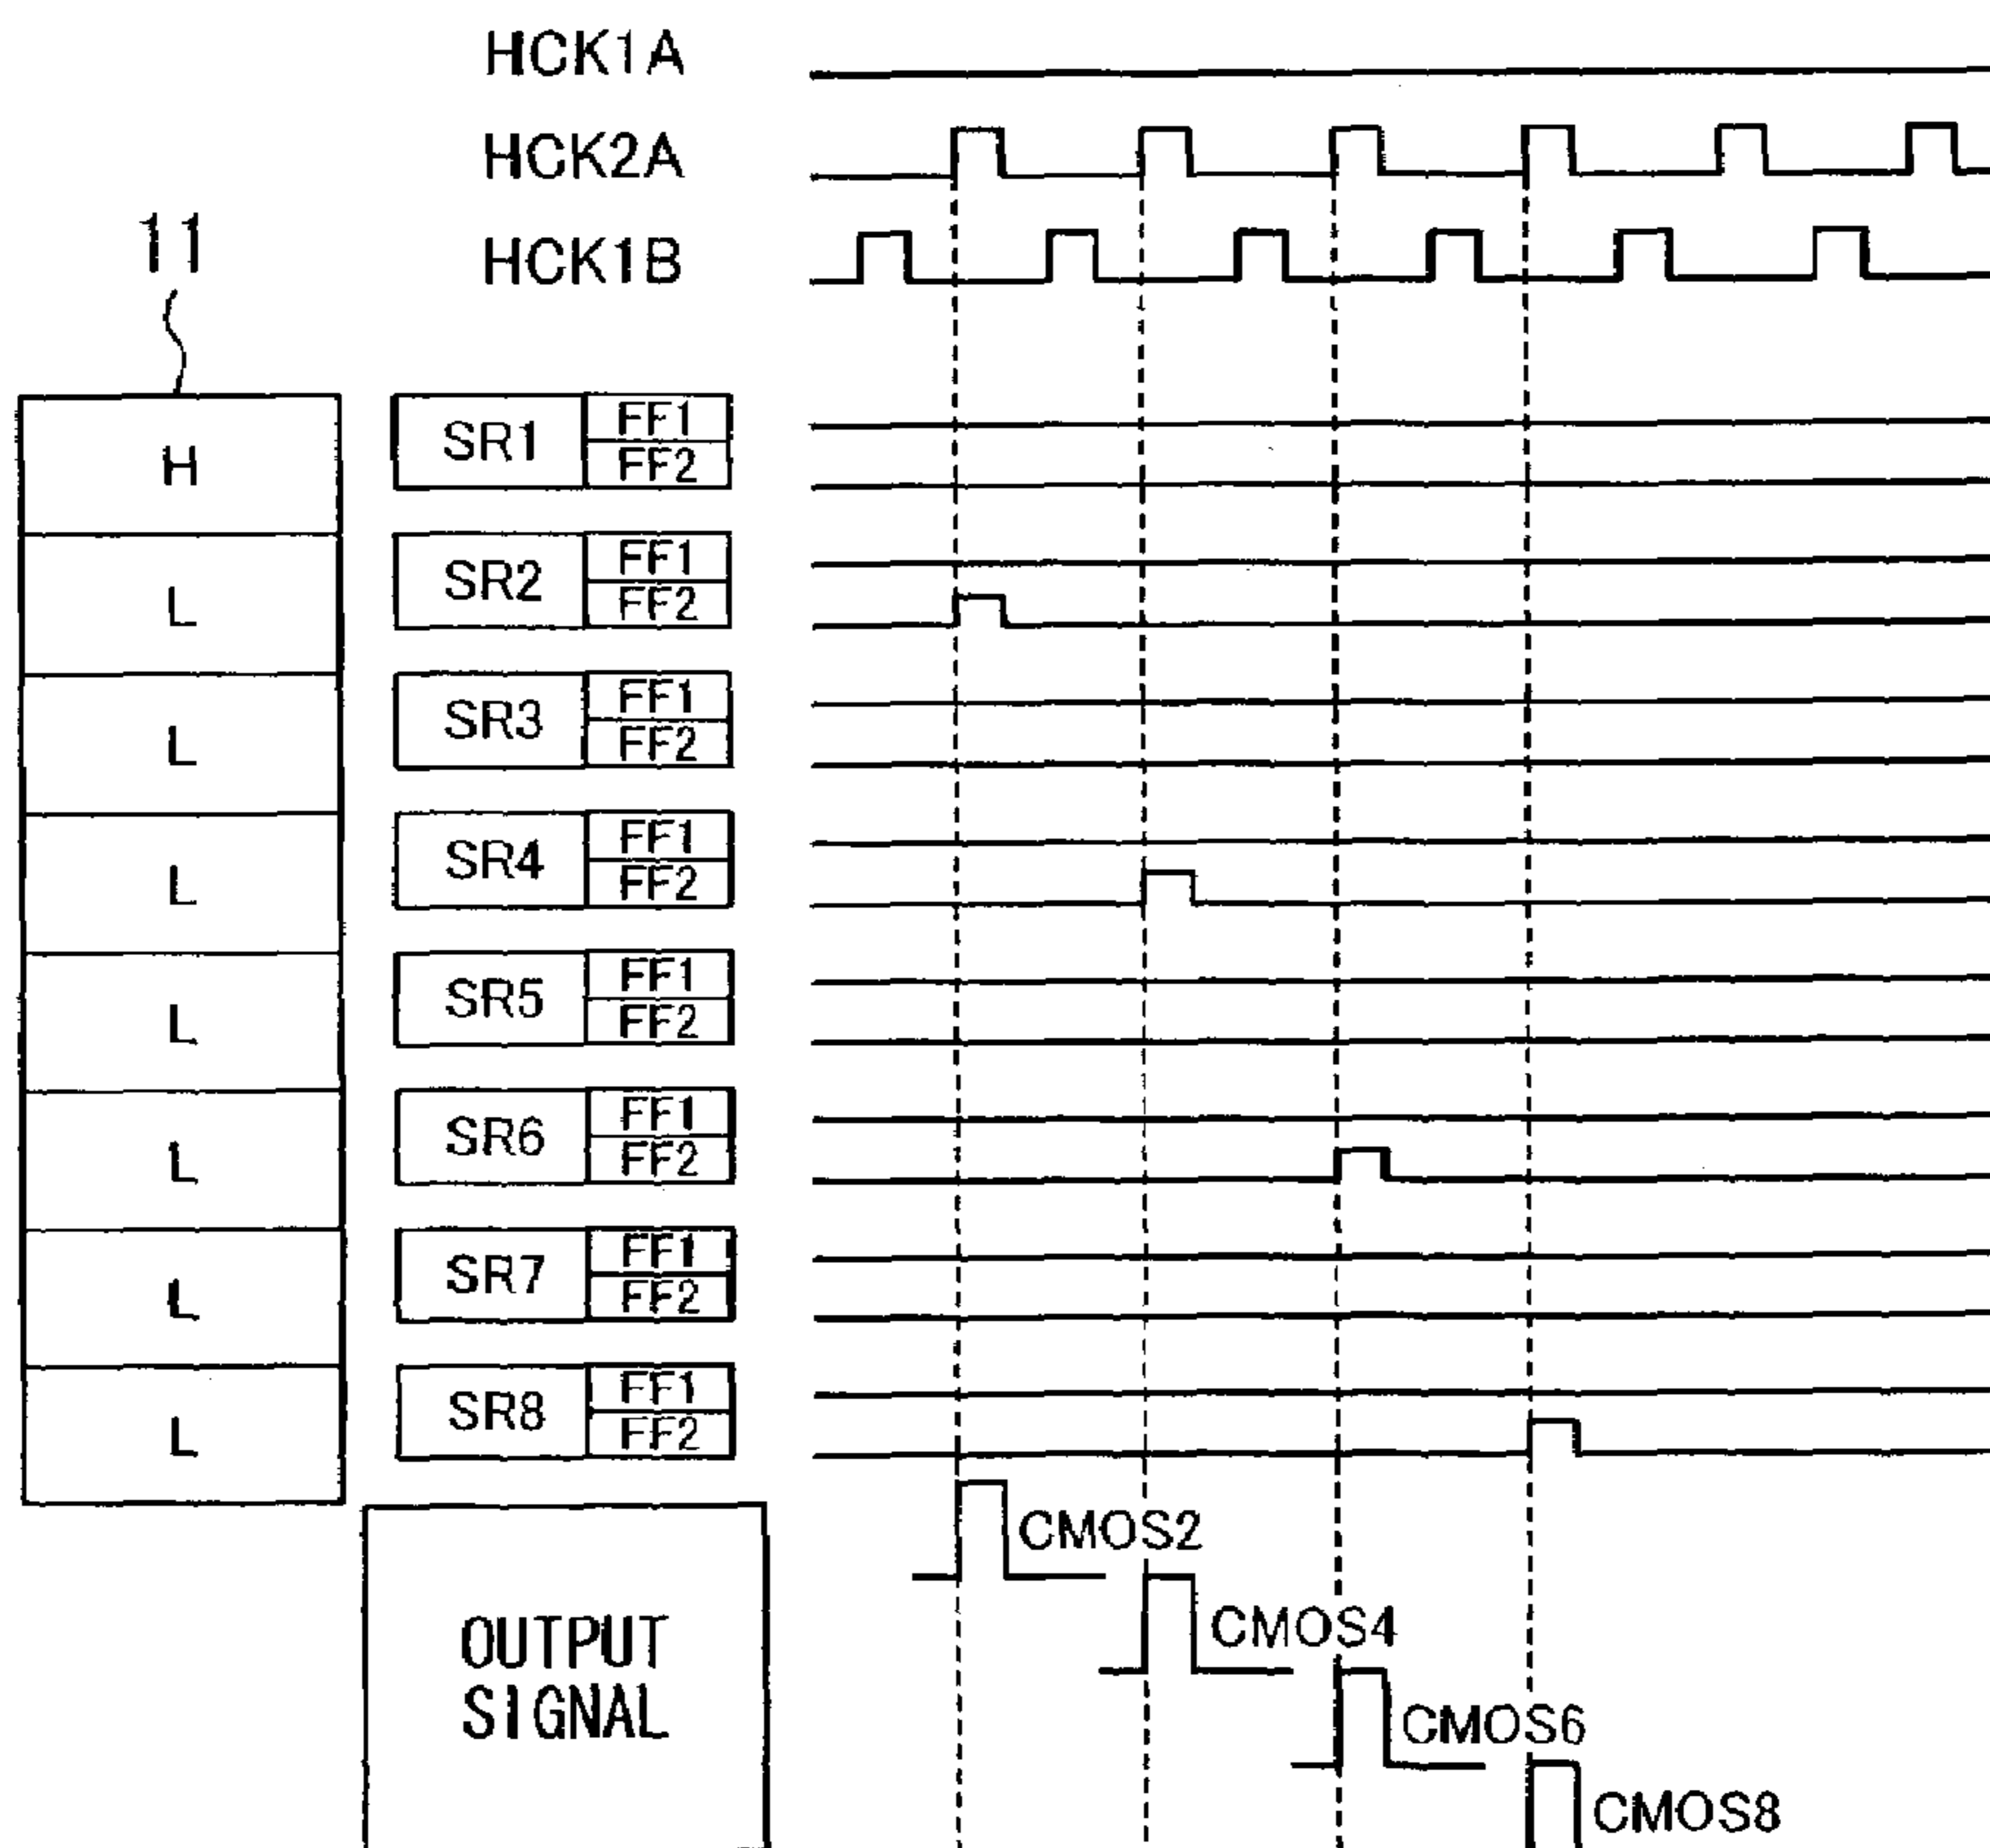 HCK1A
HCK2A
11
HCK1B
H
SR1
FF1
FF2
L
SR2
FF1
FF2
L
SR3
FF1
FF2
L
SR4
FF1
FF2
L
SR5
FF1
FF2
L
SR6
FF1
FF2
L
SR7
FF1
FF2
L
SR8
FF1
FF2
CMOS2
OUTPUT
SIGNAL
CMOS4
CMOS6
CMOS8